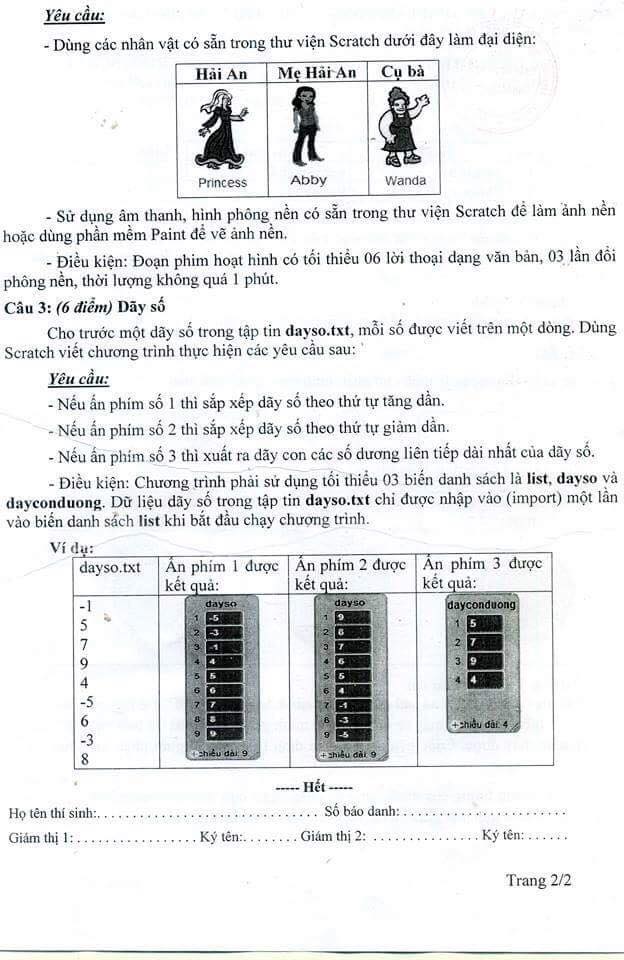 Yêu cầu:
- Dùng các nhân vật có sẵn trong thư viện Scratch dưới đây làm đại diện:
Hải An Mẹ Hải An Cụ bà
Princess Abby Wanda
- Sử dụng âm thanh, hình phông nền có sẵn trong thư viện Scratch để làm ảnh nền
hoặc dùng phần mềm Paint để vẽ ảnh nền.
- Điều kiện: Đoạn phim hoạt hình có tối thiểu 06 lời thoại dạng văn bản, 03 lần đổi
phông nền, thời lượng không quá 1 phút.
Câu 3: (6 điểm) Dãy số
Cho trước một dãy số trong tập tin dayso.txt, mỗi số được viết trên một dòng. Dùng
Scratch viết chương trình thực hiện các yêu cầu sau:
Yêu cầu:
- Nếu ấn phím số 1 thì sắp xếp dãy số theo thứ tự tăng dần.
- Nếu ấn phím số 2 thì sắp xếp dãy số theo thứ tự giảm dần.
- Nếu ấn phím số 3 thì xuất ra dãy con các số dương liên tiếp dài nhất của dãy số.
- Điều kiện: Chương trình phải sử dụng tối thiểu 03 biến danh sách là list, dayso và
dayconduong. Dữ liệu dãy số trong tập tin dayso.txt chỉ được nhập vào (import) một lần
vào biến danh sách list khi bắt đầu chạy chương trình.
Ví dụ:
dayso.txt
-1
5
7
9
4
-5
6
-3
8
Ấn phím 1 được
kết quả:
dayso
1 -5
2 -3
3 -1
4 4
5 5
6 6
7 7
8 8
9 9
+ chiều dài: 9
Ấn phím 2 được
kết quả:
dayso
1 9
2
3 7
4 6
5 5
6 4
7 -1
8 -3
9 -5
+ chiều dài: 9
Ấn phím 3 được
kết quả:
dayconduong
1 5
2 7
3 9
4 4
+ chiều dài: 4
----- Hết -----
Họ tên thí sinh:. . . . . . . . . . . . . . . . . . . . . . . . . . . . . . . . Số báo danh: . . . . . . . . . . . . . . . . . . . . . . . .
Giám thị 1: . . . . . . . . . . . . . . . . . Ký tên:. . . . . . . . Giám thị 2: . . . . . . . . . . . . . . . Ký tên: . . . . . .
Trang 2/2